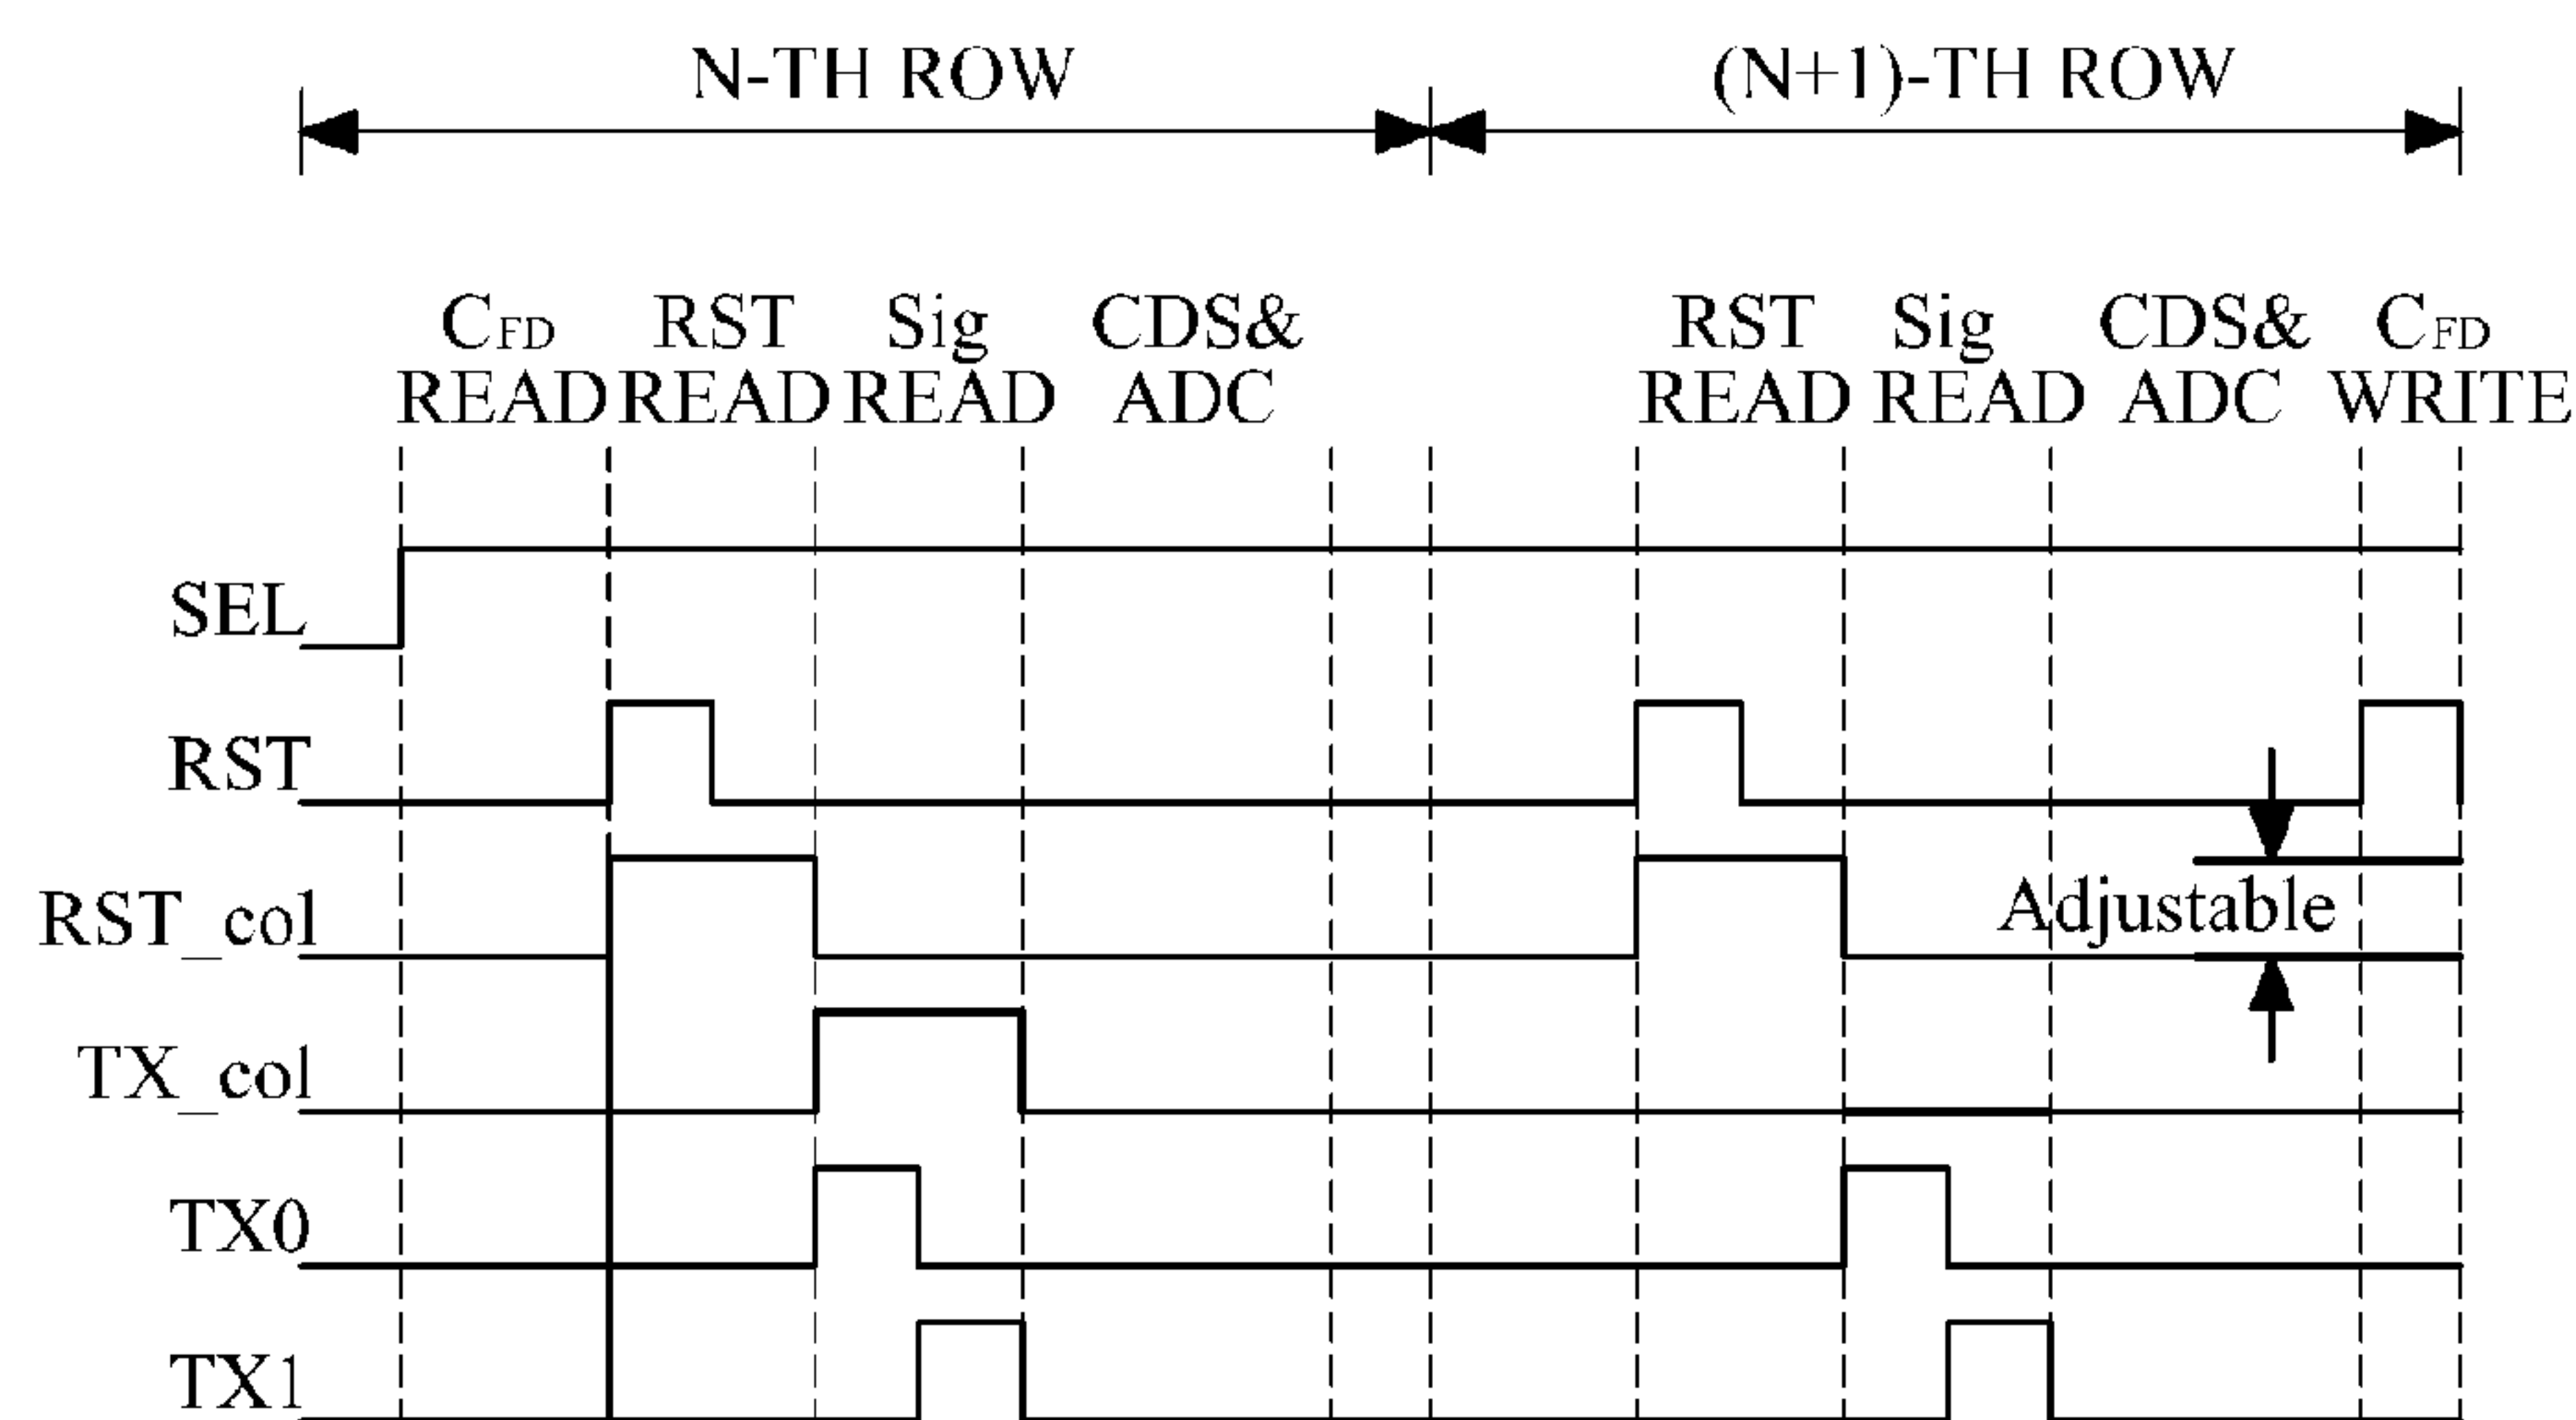 N-TH ROW (N+1)-TH ROW
CFD RST Sig CDS& RST Sig CDS& CFD
READ READ READ ADC READ READ ADC WRITE
SEL
RST
RST_col Adjustable
TX_col
TX0
TX1